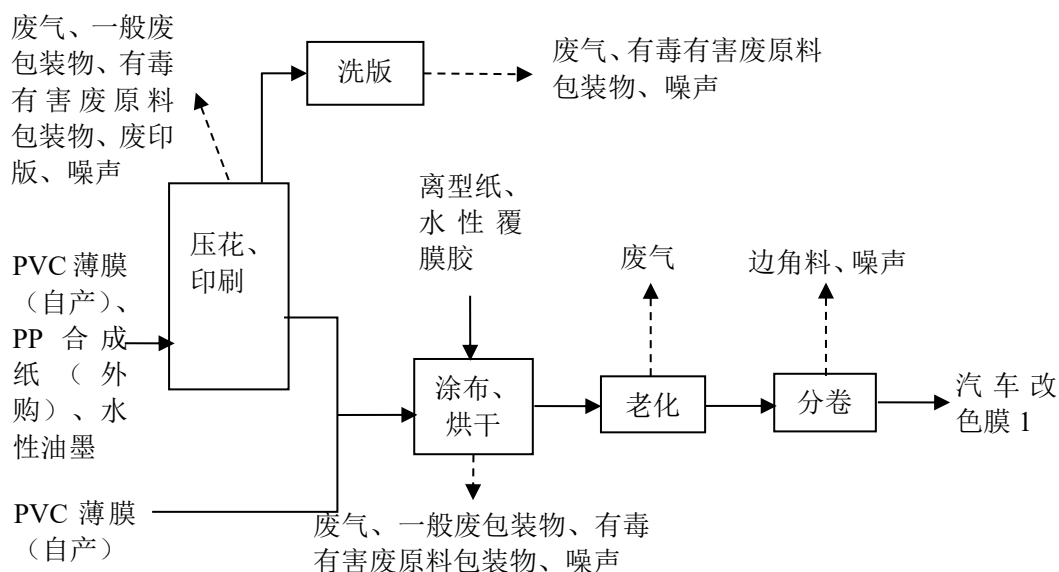 废气、一般废
包装物、有毒
有害废原料
包装物、废印
版、噪声
洗版
废气、有毒有害废原料
包装物、噪声
压花、
印刷
离型纸、
水性覆
膜胶
废气
边角料、噪声
PVC 薄膜
（自产）、
PP 合成
纸（外
购）、水
性油墨
涂布、
烘干
老化
分卷
汽车改
色膜 1
PVC 薄膜
（自产）
废气、一般废包装物、有毒
有害废原料包装物、噪声